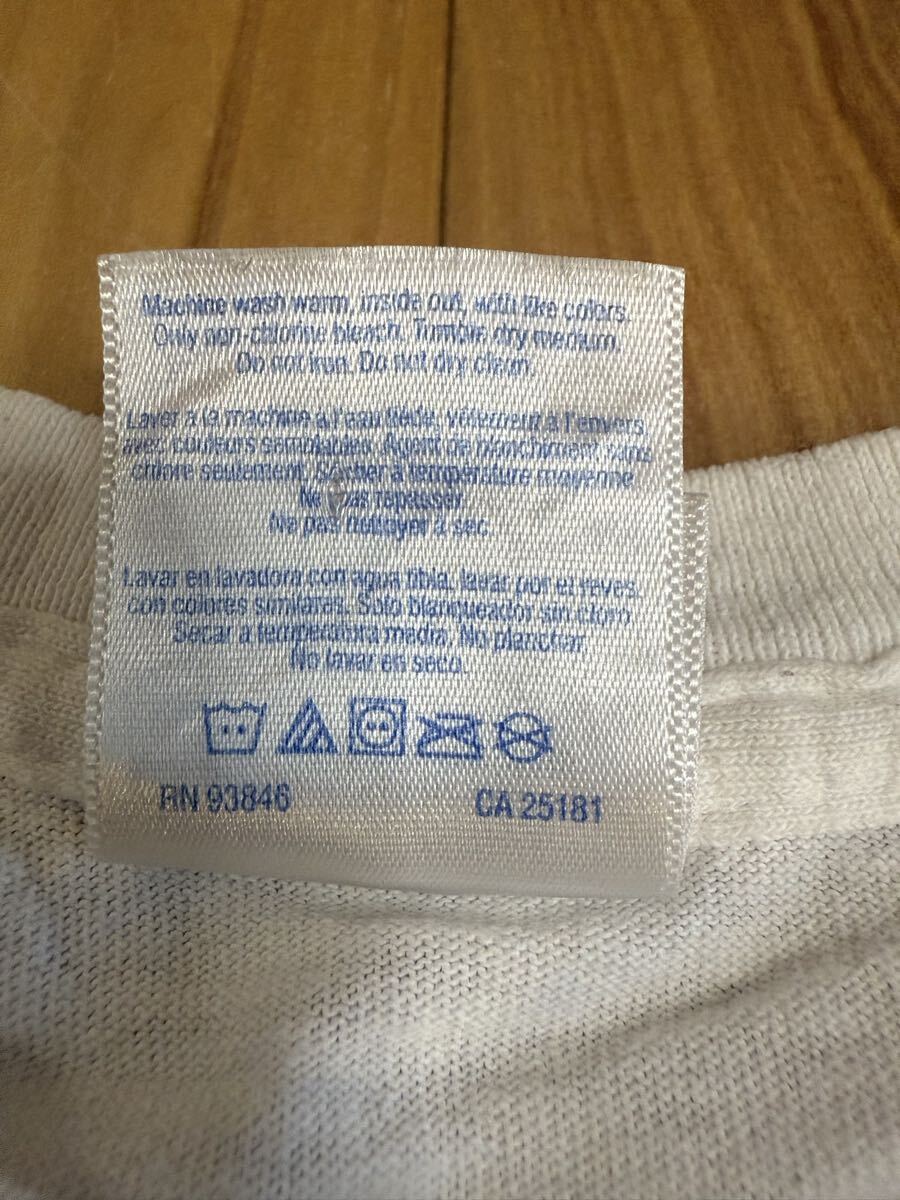 Machine wash warm, inside out, with like colors.
Only non-chlorine bleach. Tumble dry medium.
Do not iron. Do not dry clean.
Laver à la machine à l'eau tiède, vêtement à l'envers
avec couleurs semblables. Agent de blanchiment sans
chlore seulement. Sécher à temperature moyenne
Ne pas repasser
Ne pas nettoyer à sec
Lavar en lavadora con agua tibia, lavar por el reves,
con colores similares. Solo blanqueador sin cloro
Secar a temperatura media, No planchar
No lavar en seco.
RN 93846 CA 25181